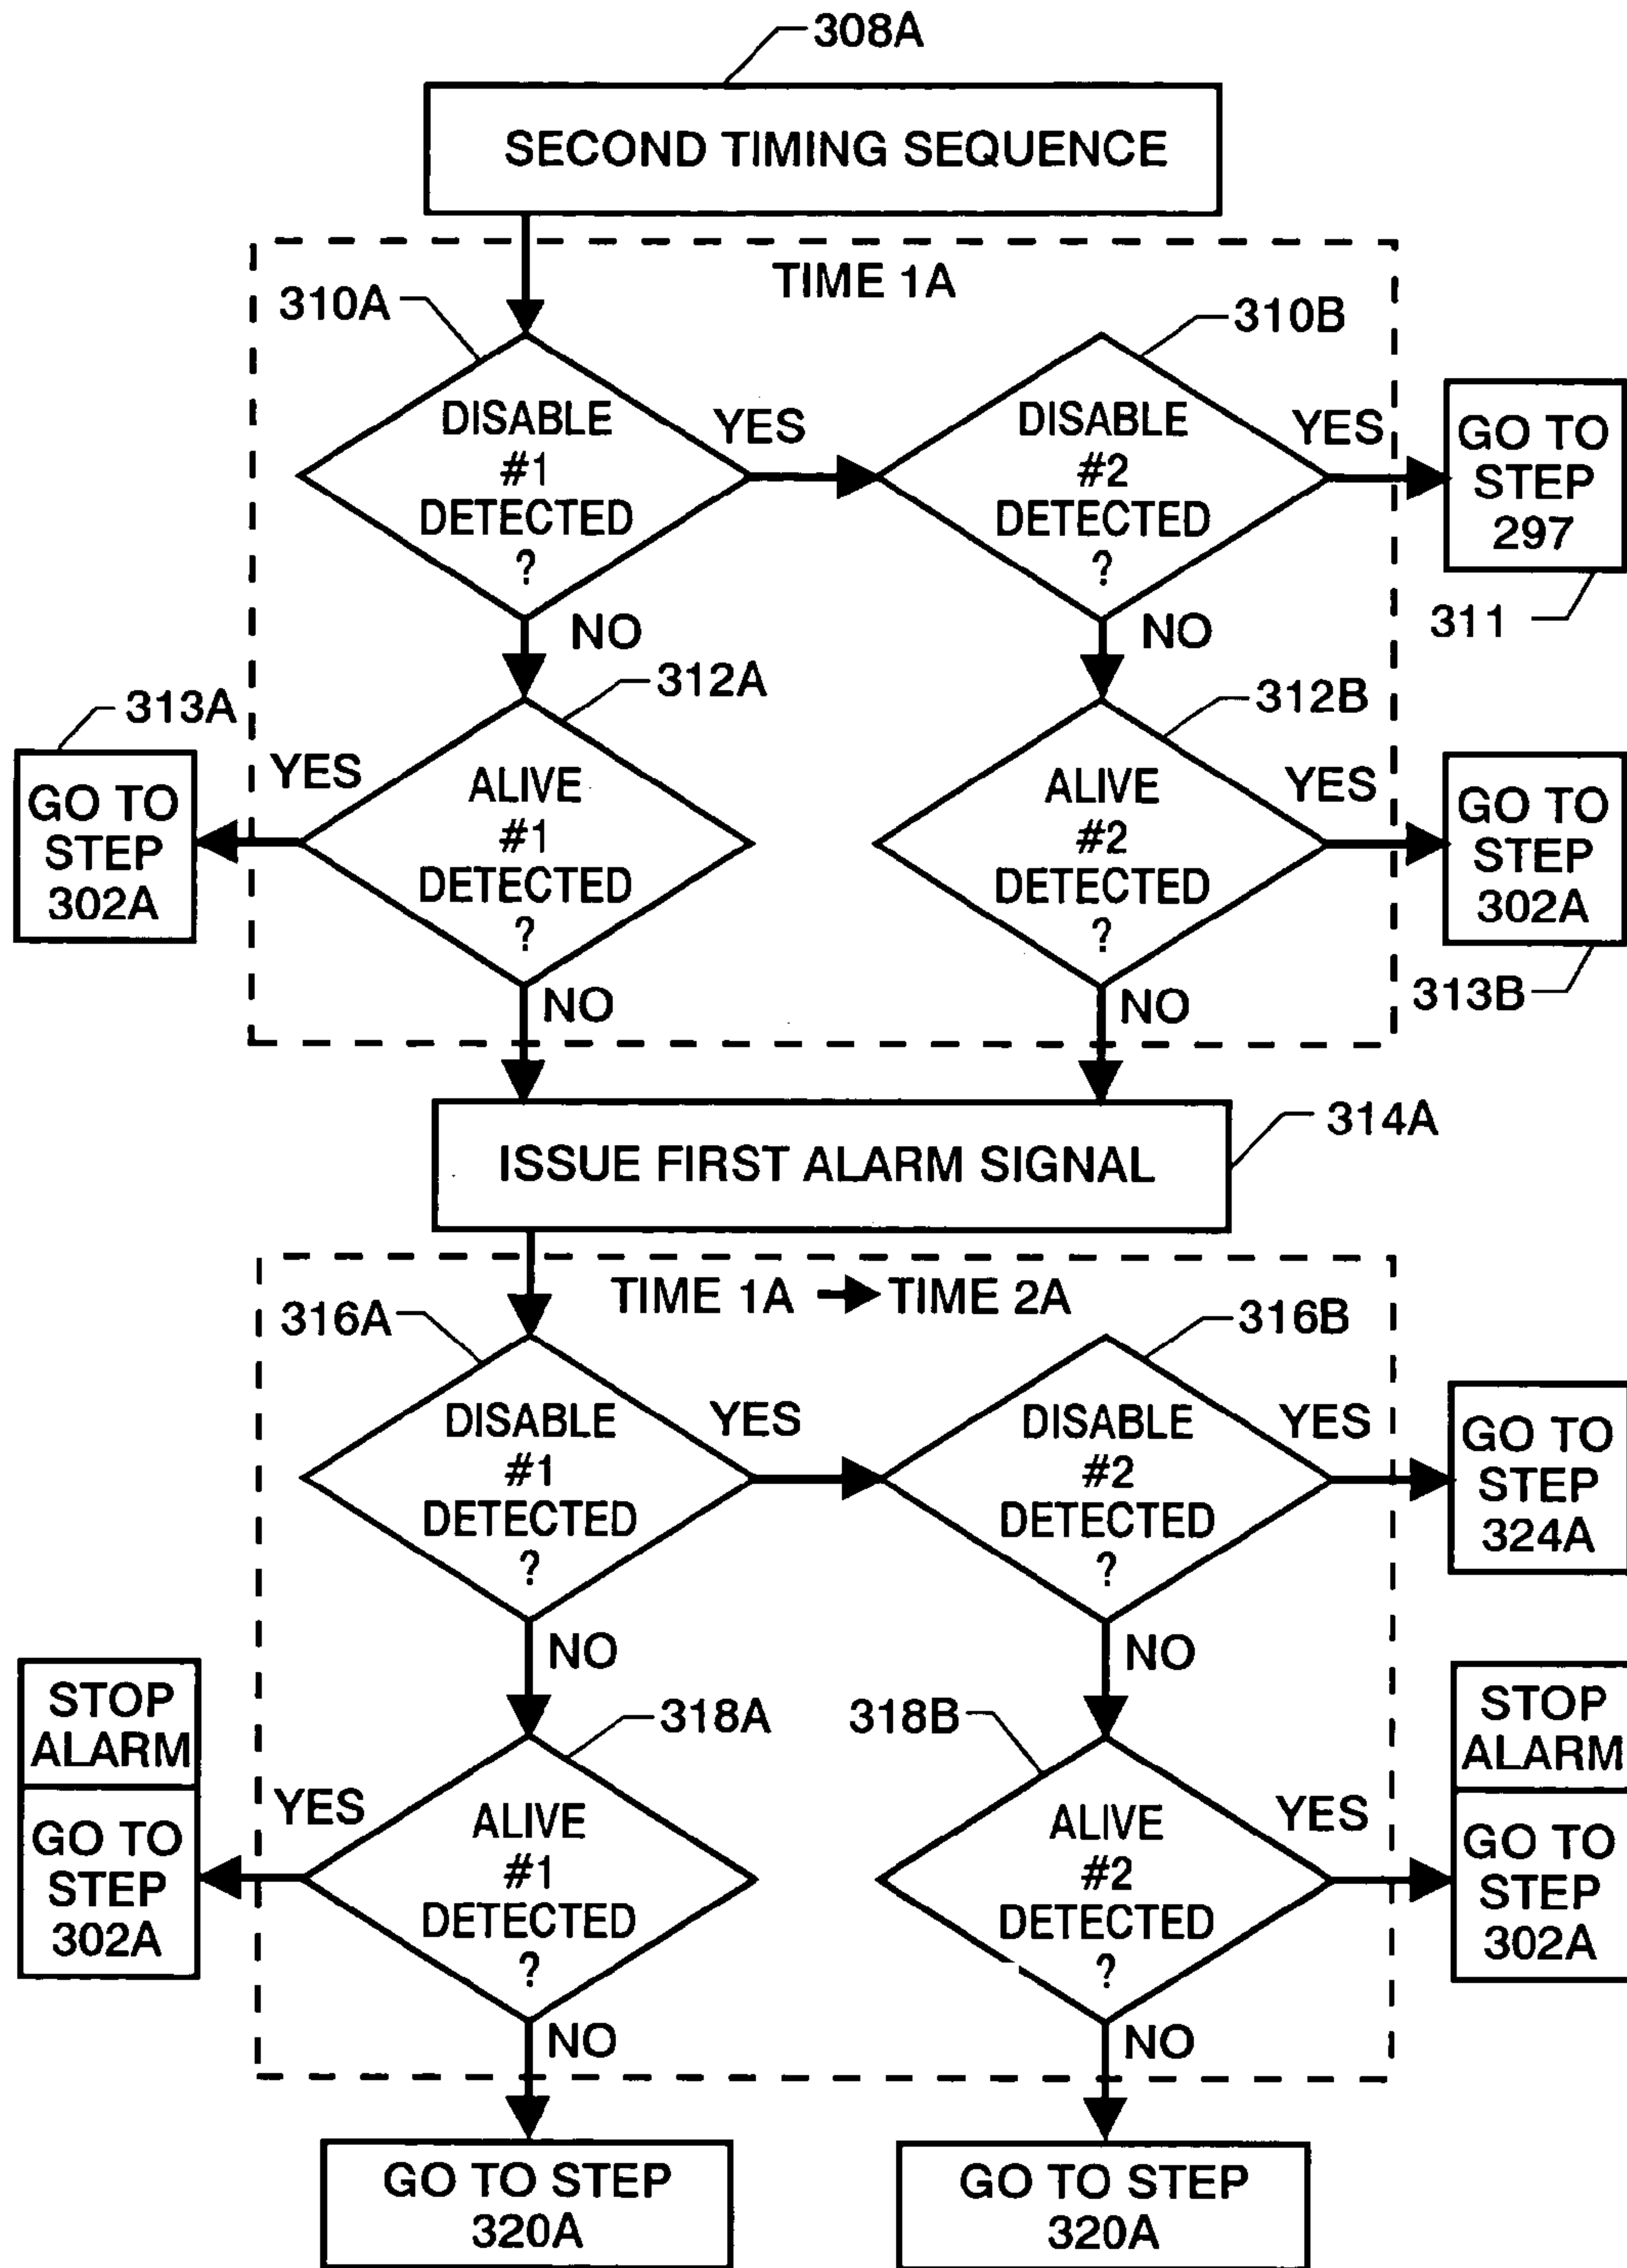 308A
SECOND TIMING SEQUENCE
TIME 1A
310A
310B
DISABLE
#1
DETECTED
?
YES
DISABLE
#2
DETECTED
?
YES
GO TO
STEP
297
311
NO
NO
312A
312B
313A
GO TO
STEP
302A
YES
ALIVE
#1
DETECTED
?
ALIVE
#2
DETECTED
?
YES
GO TO
STEP
302A
313B
NO
NO
ISSUE FIRST ALARM SIGNAL
314A
TIME 1A → TIME 2A
316A
316B
DISABLE
#1
DETECTED
?
YES
DISABLE
#2
DETECTED
?
YES
GO TO
STEP
324A
NO
NO
318A
318B
STOP
ALARM
GO TO
STEP
302A
YES
ALIVE
#1
DETECTED
?
ALIVE
#2
DETECTED
?
YES
STOP
ALARM
GO TO
STEP
302A
NO
NO
GO TO STEP
320A
GO TO STEP
320A